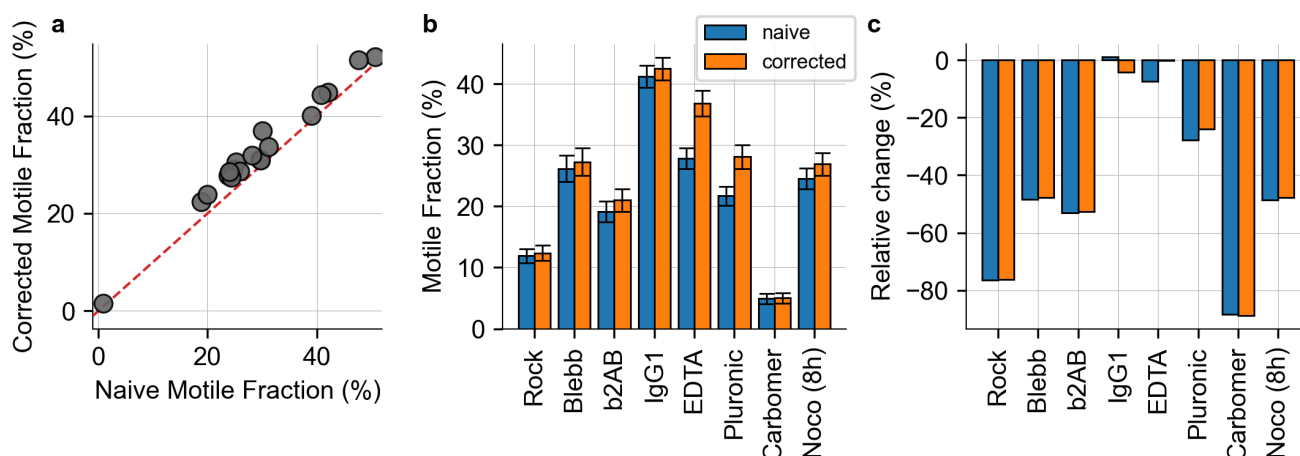 a
Corrected Motile Fraction (%)
40
20
0
0
20
40
Naive Motile Fraction (%)
b
naive
corrected
Motile Fraction (%)
40
30
20
10
0
Rock
Blebb
b2AB
IgG1
EDTA
Pluronic
Carbomer
Noco (8h)
c
Relative change (%)
0
−20
−40
−60
−80
Rock
Blebb
b2AB
IgG1
EDTA
Pluronic
Carbomer
Noco (8h)